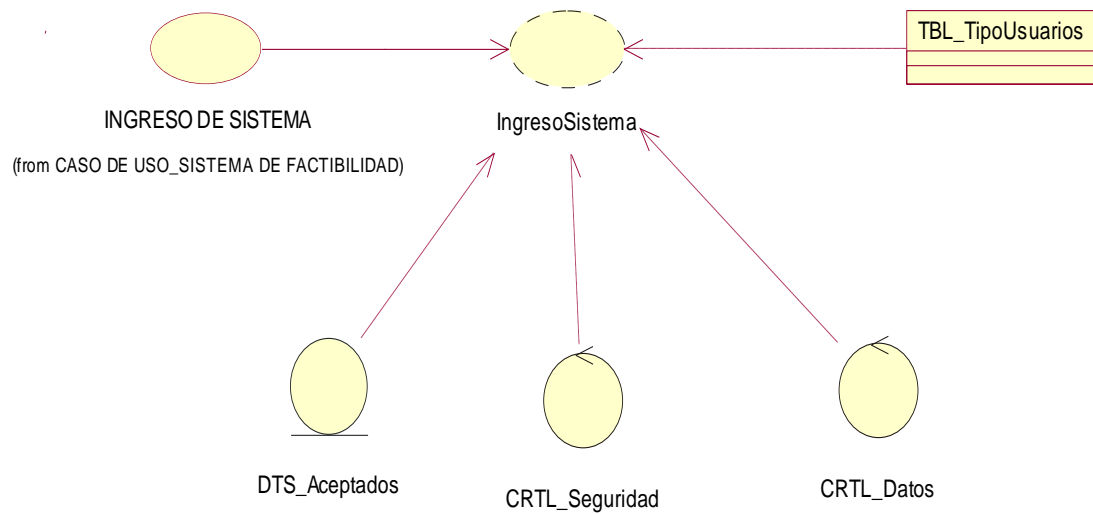 TBL_TipoUsuarios
INGRESO DE SISTEMA
IngresoSistema
(from CASO DE USO_SISTEMA DE FACTIBILIDAD)
DTS_Aceptados
CRTL_Seguridad
CRTL_Datos